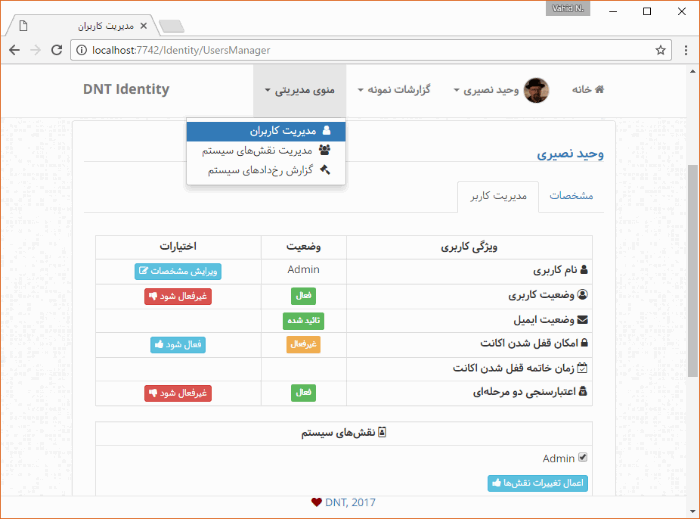 Vahid N.
مدیریت کاربران
localhost:7742/Identity/UsersManager
خانه
وحید نصیری
گزارشات نمونه
منوی مدیریتی
DNT Identity
مدیریت کاربران
مدیریت نقش‌های سیستم
گزارش رخ‌دادهای سیستم
وحید نصیری
مشخصات
مدیریت کاربر
ویژگی کاربری وضعیت اختیارات
نام کاربری Admin ویرایش مشخصات
وضعیت کاربری فعال غیرفعال شود
وضعیت ایمیل تائید شده
امکان قفل شدن اکانت غیرفعال فعال شود
زمان خاتمه قفل شدن اکانت
اعتبارسنجی دو مرحله‌ای فعال غیرفعال شود
نقش‌های سیستم
Admin
اعمال تغییرات نقش‌ها
DNT, 2017